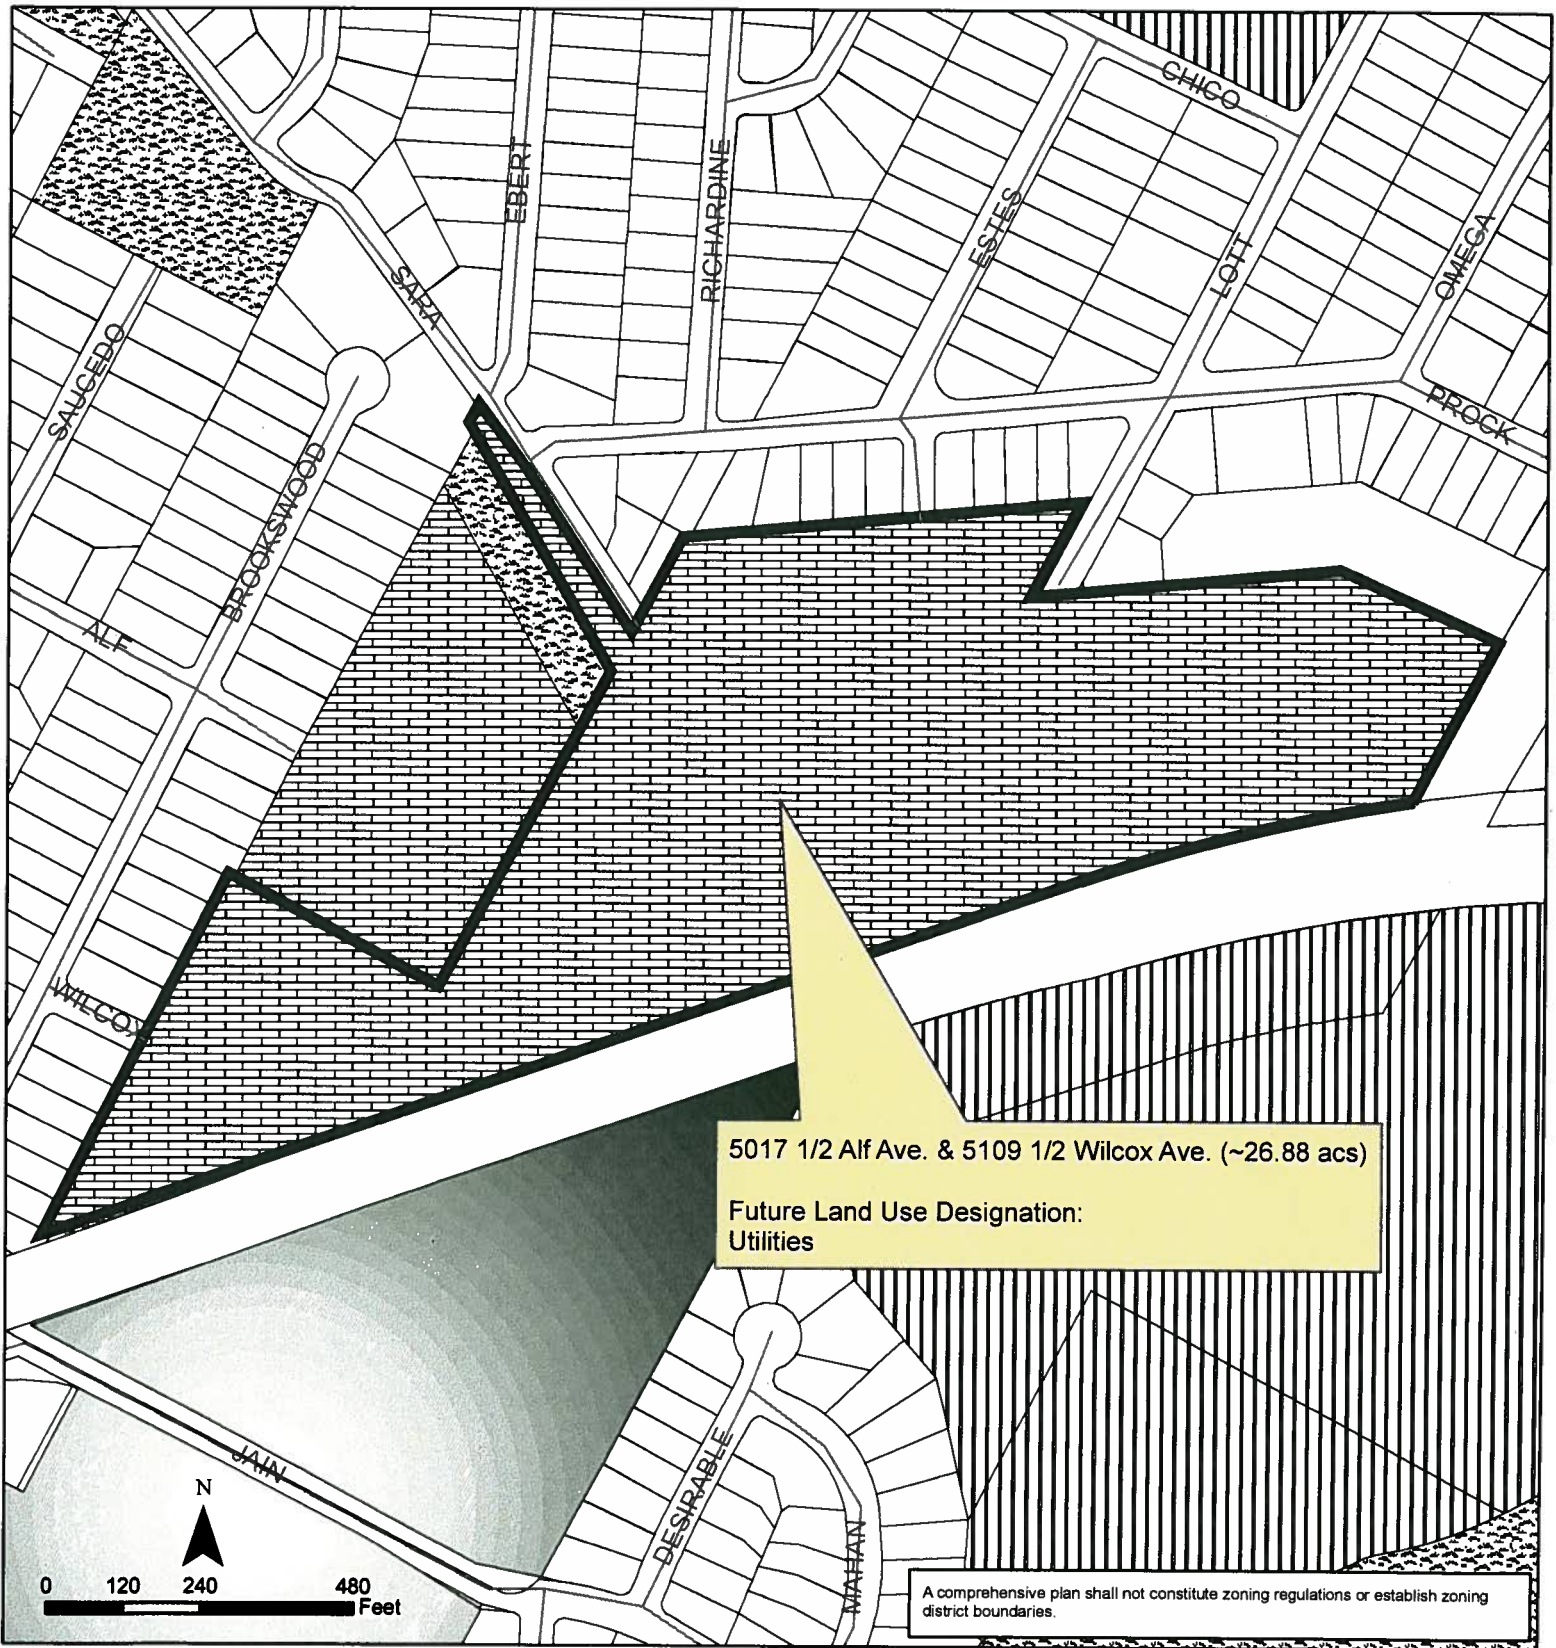 CHICO
EBERT
RICHARDINE
ESTES
LOTT
OMEGA
SARA
SAUCEDO
PROCK
BROOKSWOOD
ALF
WILCOX
5017 1/2 Alf Ave. & 5109 1/2 Wilcox Ave. (~26.88 acs)
Future Land Use Designation:
Utilities
JAIN
DESIRABLE
MAHAN
N
0 120 240 480
Feet
A comprehensive plan shall not constitute zoning regulations or establish zoning
district boundaries.